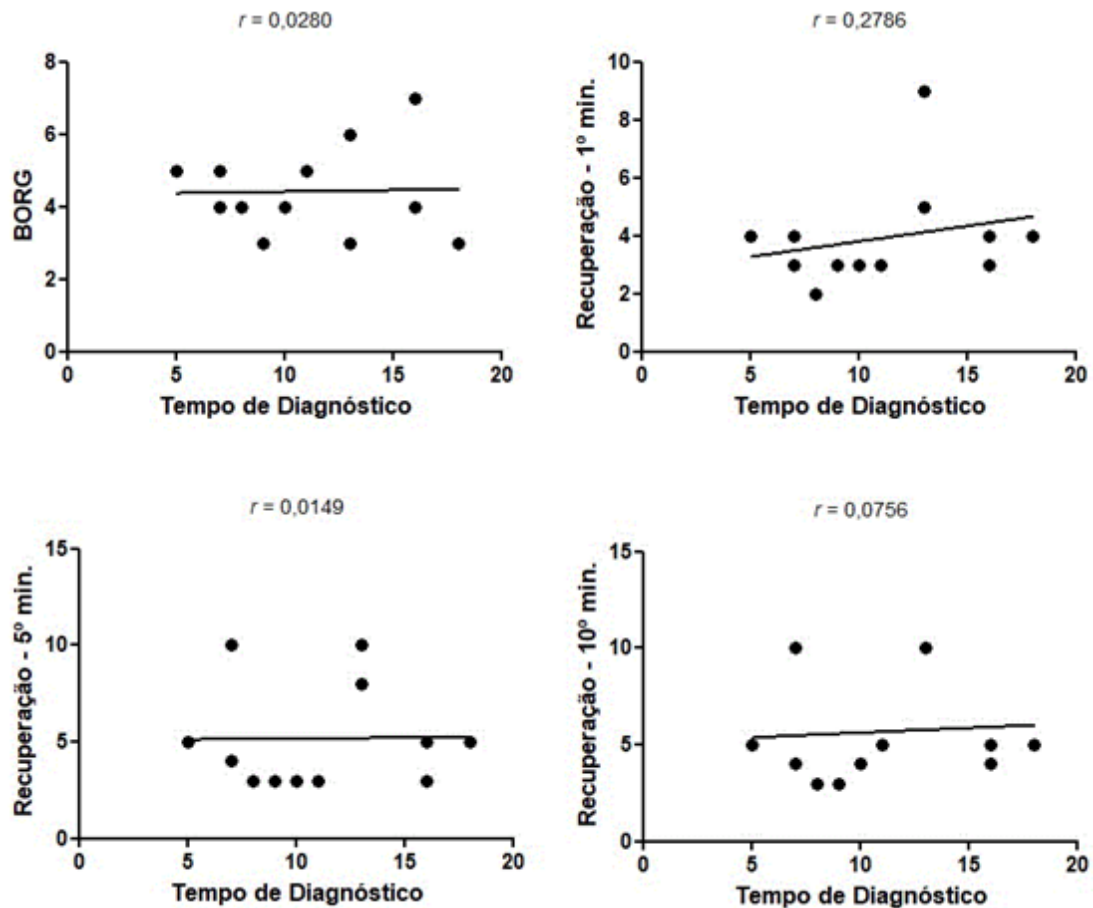 r = 0,0280
8
6
4
2
0
BORG
0 5 10 15 20
Tempo de Diagnóstico
r = 0,2786
10
8
6
4
2
0
Recuperação - 1º min.
0 5 10 15 20
Tempo de Diagnóstico
r = 0,0149
15
10
5
0
Recuperação - 5º min.
0 5 10 15 20
Tempo de Diagnóstico
r = 0,0756
15
10
5
0
Recuperação - 10º min.
0 5 10 15 20
Tempo de Diagnóstico